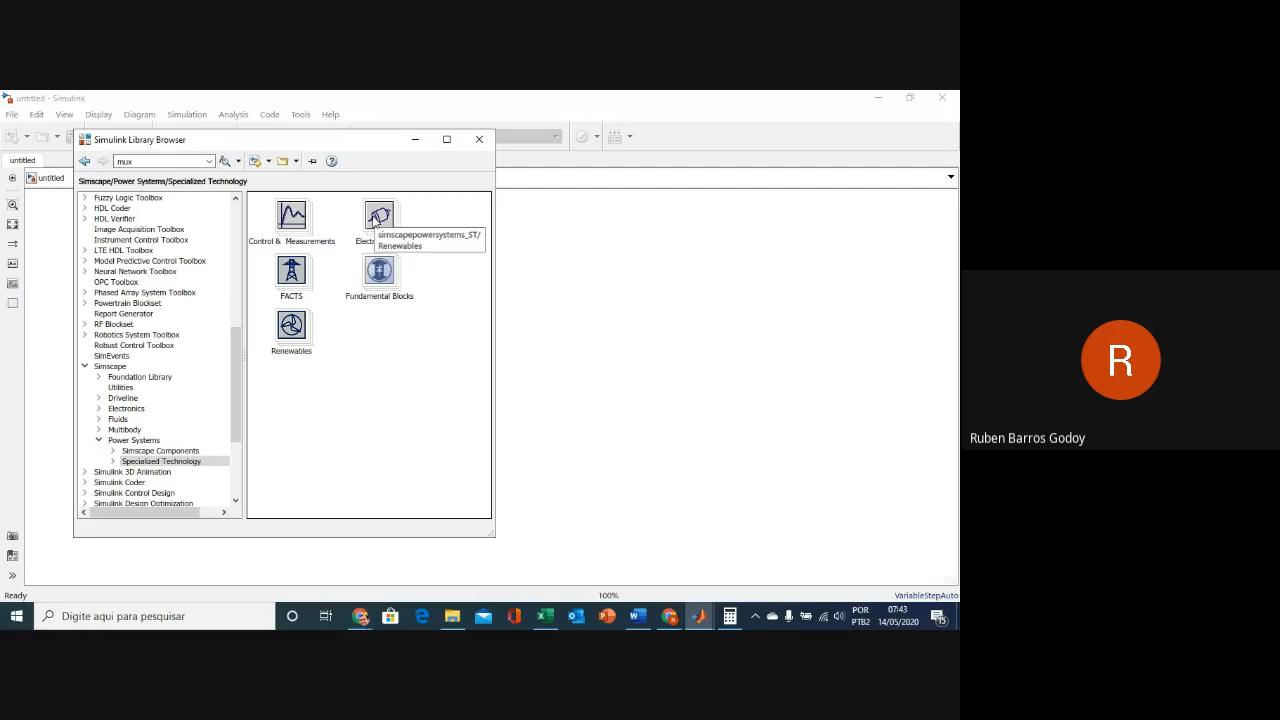 untitled - Simulink
File Edit View Display Diagram Simulation Analysis Code Tools Help
untitled
untitled
Simulink Library Browser
mux
Simscape/Power Systems/Specialized Technology
Fuzzy Logic Toolbox
HDL Coder
HDL Verifier
Image Acquisition Toolbox
Instrument Control Toolbox
LTE HDL Toolbox
Model Predictive Control Toolbox
Neural Network Toolbox
OPC Toolbox
Phased Array System Toolbox
Powertrain Blockset
Report Generator
RF Blockset
Robotics System Toolbox
Robust Control Toolbox
SimEvents
Simscape
Foundation Library
Utilities
Driveline
Electronics
Fluids
Multibody
Power Systems
Simscape Components
Specialized Technology
Simulink 3D Animation
Simulink Coder
Simulink Control Design
Simulink Design Optimization
Control & Measurements
Electr
simscapepowersystems_ST/
Renewables
FACTS
Fundamental Blocks
Renewables
Ready
100%
VariableStepAuto
Digite aqui para pesquisar
POR
PTB2
07:43
14/05/2020
15
R
Ruben Barros Godoy